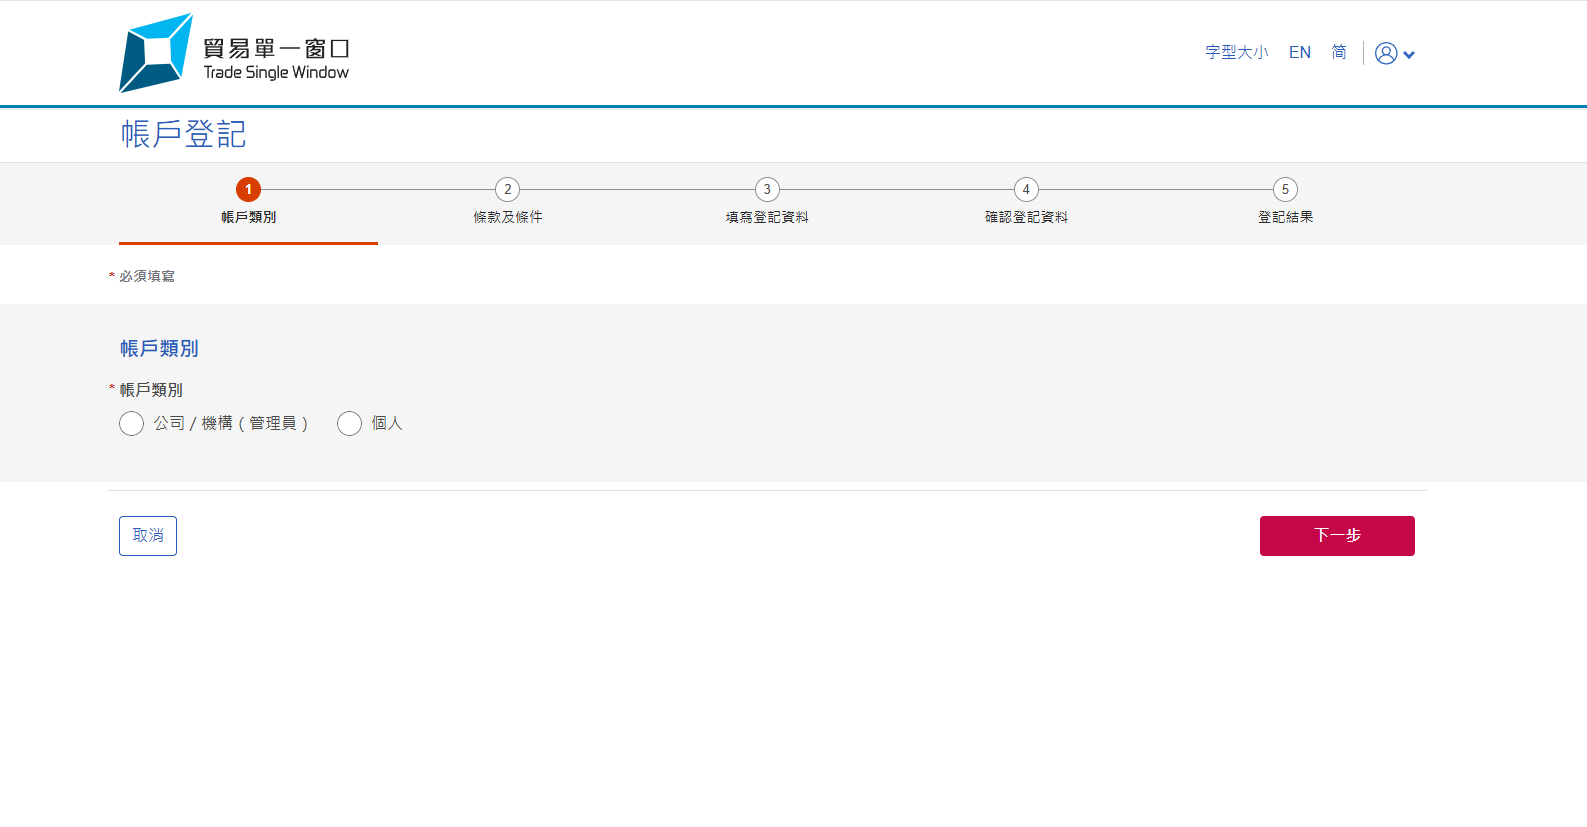 貿易單一窗口
Trade Single Window
字型大小 EN 简
帳戶登記
1 2 3 4 5
帳戶類別 條款及條件 填寫登記資料 確認登記資料 登記結果
* 必須填寫
帳戶類別
* 帳戶類別
公司 / 機構 ( 管理員 ) 個人
取消 下一步